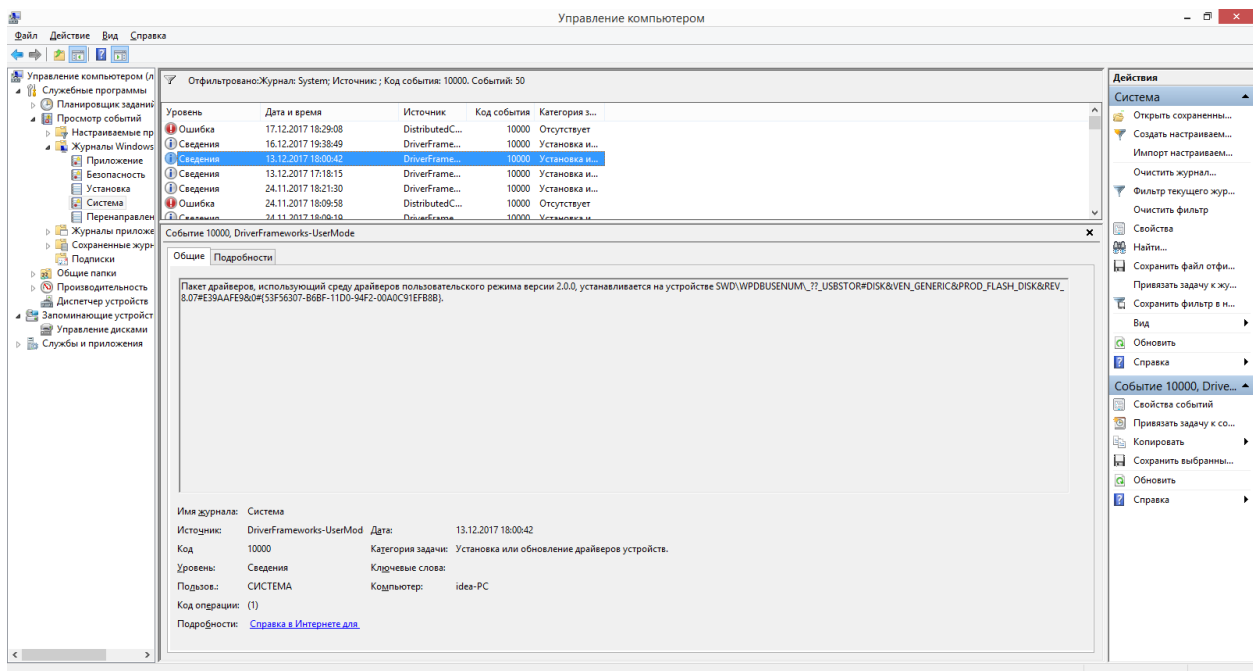 Управление компьютером
Файл Действие Вид Справка
Управление компьютером (л
Служебные программы
Планировщик заданий
Просмотр событий
Настраиваемые пр
Журналы Windows
Приложение
Безопасность
Установка
Система
Перенаправлен
Журналы приложе
Сохраненные журн
Подписки
Общие папки
Производительность
Диспетчер устройств
Запоминающие устройст
Управление дисками
Службы и приложения
Отфильтровано:Журнал: System; Источник: ; Код события: 10000. Событий: 50
Уровень Дата и время Источник Код события Категория з...
Ошибка 17.12.2017 18:29:08 DistributedC... 10000 Отсутствует
Сведения 16.12.2017 19:38:49 DriverFrame... 10000 Установка и...
Сведения 13.12.2017 18:00:42 DriverFrame... 10000 Установка и...
Сведения 13.12.2017 17:18:15 DriverFrame... 10000 Установка и...
Сведения 24.11.2017 18:21:30 DriverFrame... 10000 Установка и...
Ошибка 24.11.2017 18:09:58 DistributedC... 10000 Отсутствует
Сведения 24.11.2017 18:09:19 DriverFrame... 10000 Установка и...
Событие 10000, DriverFrameworks-UserMode
Общие Подробности
Пакет драйверов, использующий среду драйверов пользовательского режима версии 2.0.0, устанавливается на устройстве SWD\WPDBUSENUM\_??_USBSTOR#DISK&VEN_GENERIC&PROD_FLASH_DISK&REV_
8.07#E39AAFE9&0#{53F56307-B6BF-11D0-94F2-00A0C91EFB8B}.
Имя журнала: Система
Источник: DriverFrameworks-UserMod Дата: 13.12.2017 18:00:42
Код 10000 Категория задачи: Установка или обновление драйверов устройств.
Уровень: Сведения Ключевые слова:
Пользов.: СИСТЕМА Компьютер: idea-PC
Код операции: (1)
Подробности: Справка в Интернете для
Действия
Система
Открыть сохраненны...
Создать настраиваем...
Импорт настраиваем...
Очистить журнал...
Фильтр текущего жур...
Очистить фильтр
Свойства
Найти...
Сохранить файл отфи...
Привязать задачу к жу...
Сохранить фильтр в н...
Вид
Обновить
Справка
Событие 10000, Drive...
Свойства событий
Привязать задачу к со...
Копировать
Сохранить выбранны...
Обновить
Справка